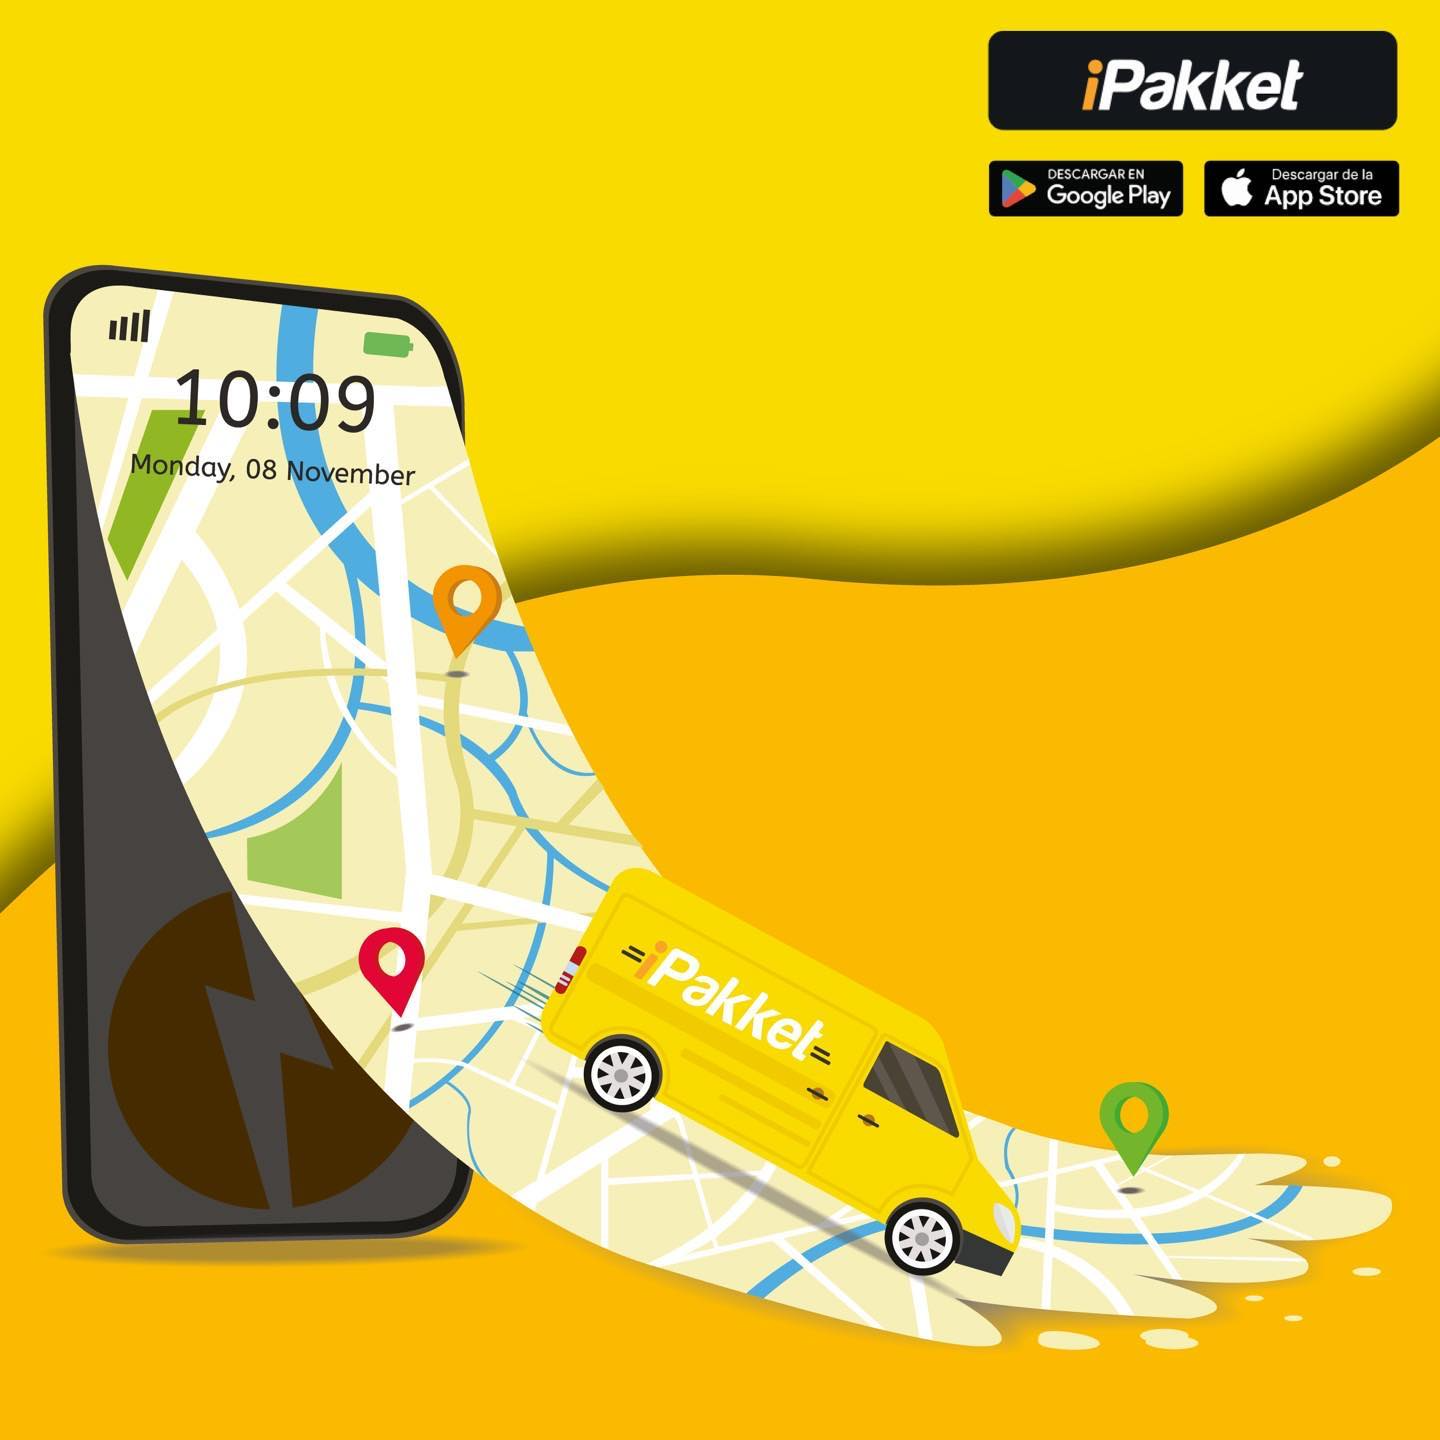 iPakket
DESCARGAR EN
Google Play
Descargar de la
App Store
10:09
Monday, 08 November
iPakket